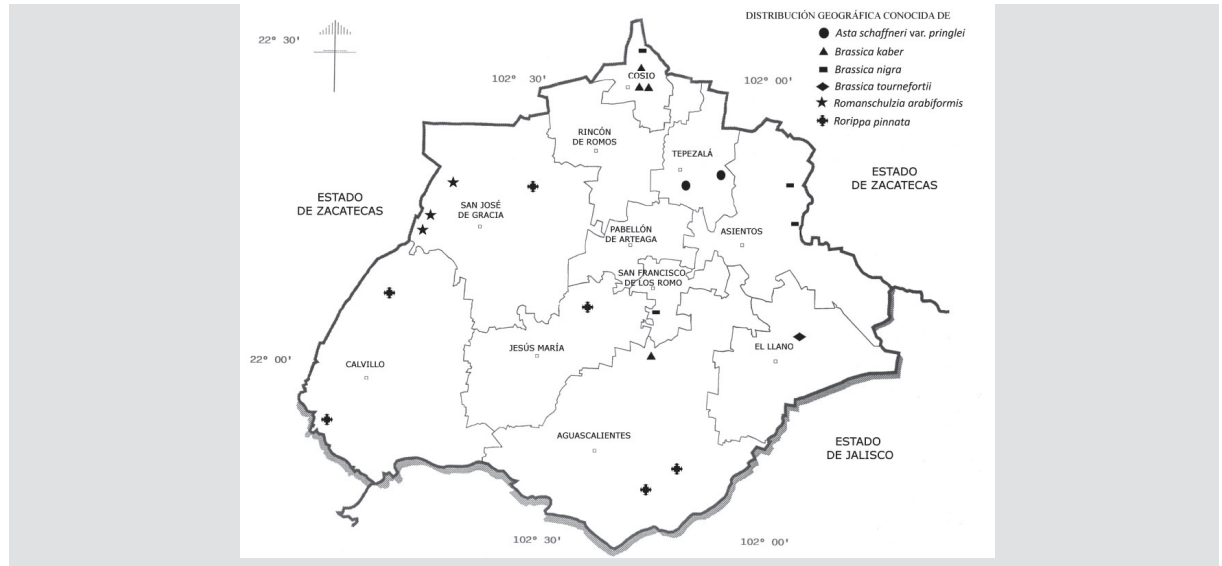 DISTRIBUCIÓN GEOGRÁFICA CONOCIDA DE
Asta schaffneri var. pringlei
Brassica kaber
Brassica nigra
Brassica tournefortii
Romanschulzia arabiformis
Rorippa pinnata
22° 30'
102° 30'
102° 00'
COSIO
RINCÓN
DE ROMOS
TEPEZALÁ
ESTADO
DE ZACATECAS
ESTADO
DE ZACATECAS
SAN JOSÉ
DE GRACIA
PABELLÓN
DE ARTEAGA
ASIENTOS
SAN FRANCISCO
DE LOS ROMO
JESÚS MARÍA
EL LLANO
22° 00'
CALVILLO
AGUASCALIENTES
ESTADO
DE JALISCO
102° 30'
102° 00'